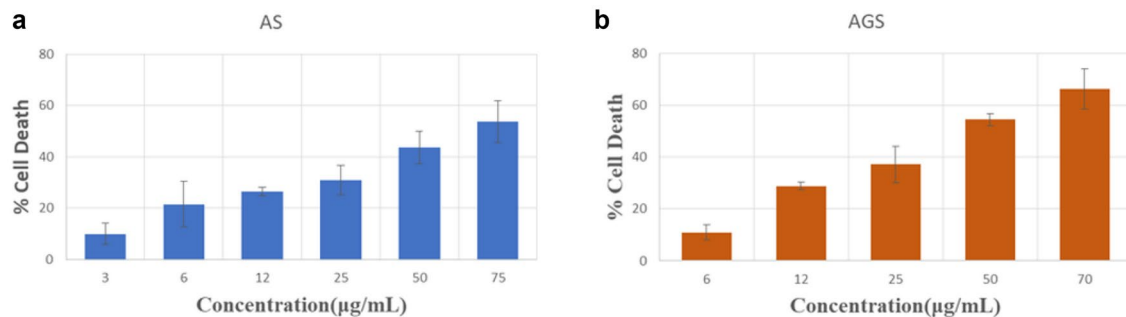 a
AS
80
60
40
20
0
% Cell Death
3 6 12 25 50 75
Concentration(µg/mL)
b
AGS
80
60
40
20
0
% Cell Death
6 12 25 50 70
Concentration(µg/mL)